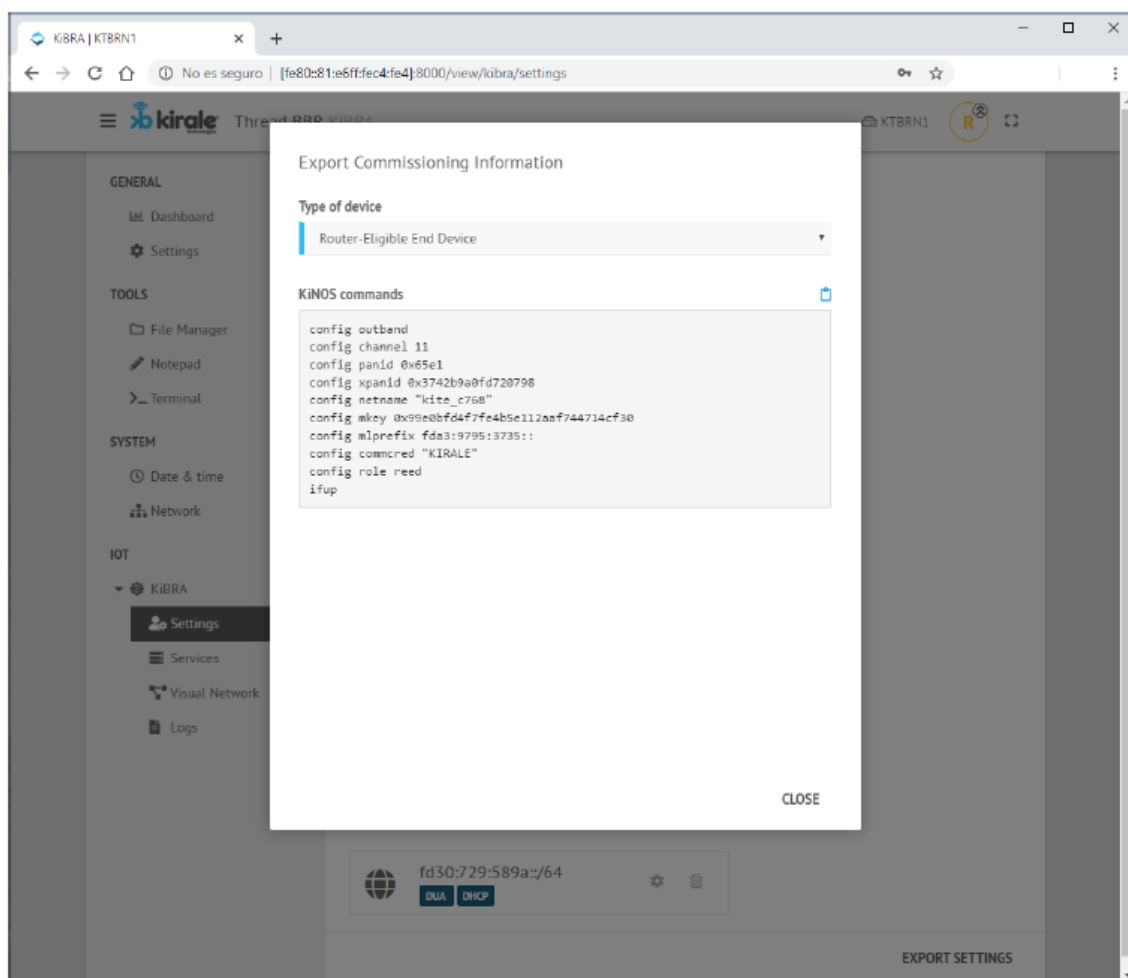 KiBRA | KTBRN1
No es seguro | [fe80::81:e6ff:fec4:fe4]:8000/view/kibra/settings
kirale Thread BBR KiBRA
KTBRN1
R
Export Commissioning Information
Type of device
Router-Eligible End Device
KiNOS commands
config outband
config channel 11
config panid 0x65e1
config xpanid 0x3742b9a0fd720798
config netname "kite_c768"
config mkey 0x99e0bfd4f7fe4b5e112aaf744714cf30
config mlprefix fda3:9795:3735::
config commcred "KIRALE"
config role reed
ifup
CLOSE
GENERAL
Dashboard
Settings
TOOLS
File Manager
Notepad
Terminal
SYSTEM
Date & time
Network
IOT
KiBRA
Settings
Services
Visual Network
Logs
fd30:729:589a::/64
DUA DHCP
EXPORT SETTINGS